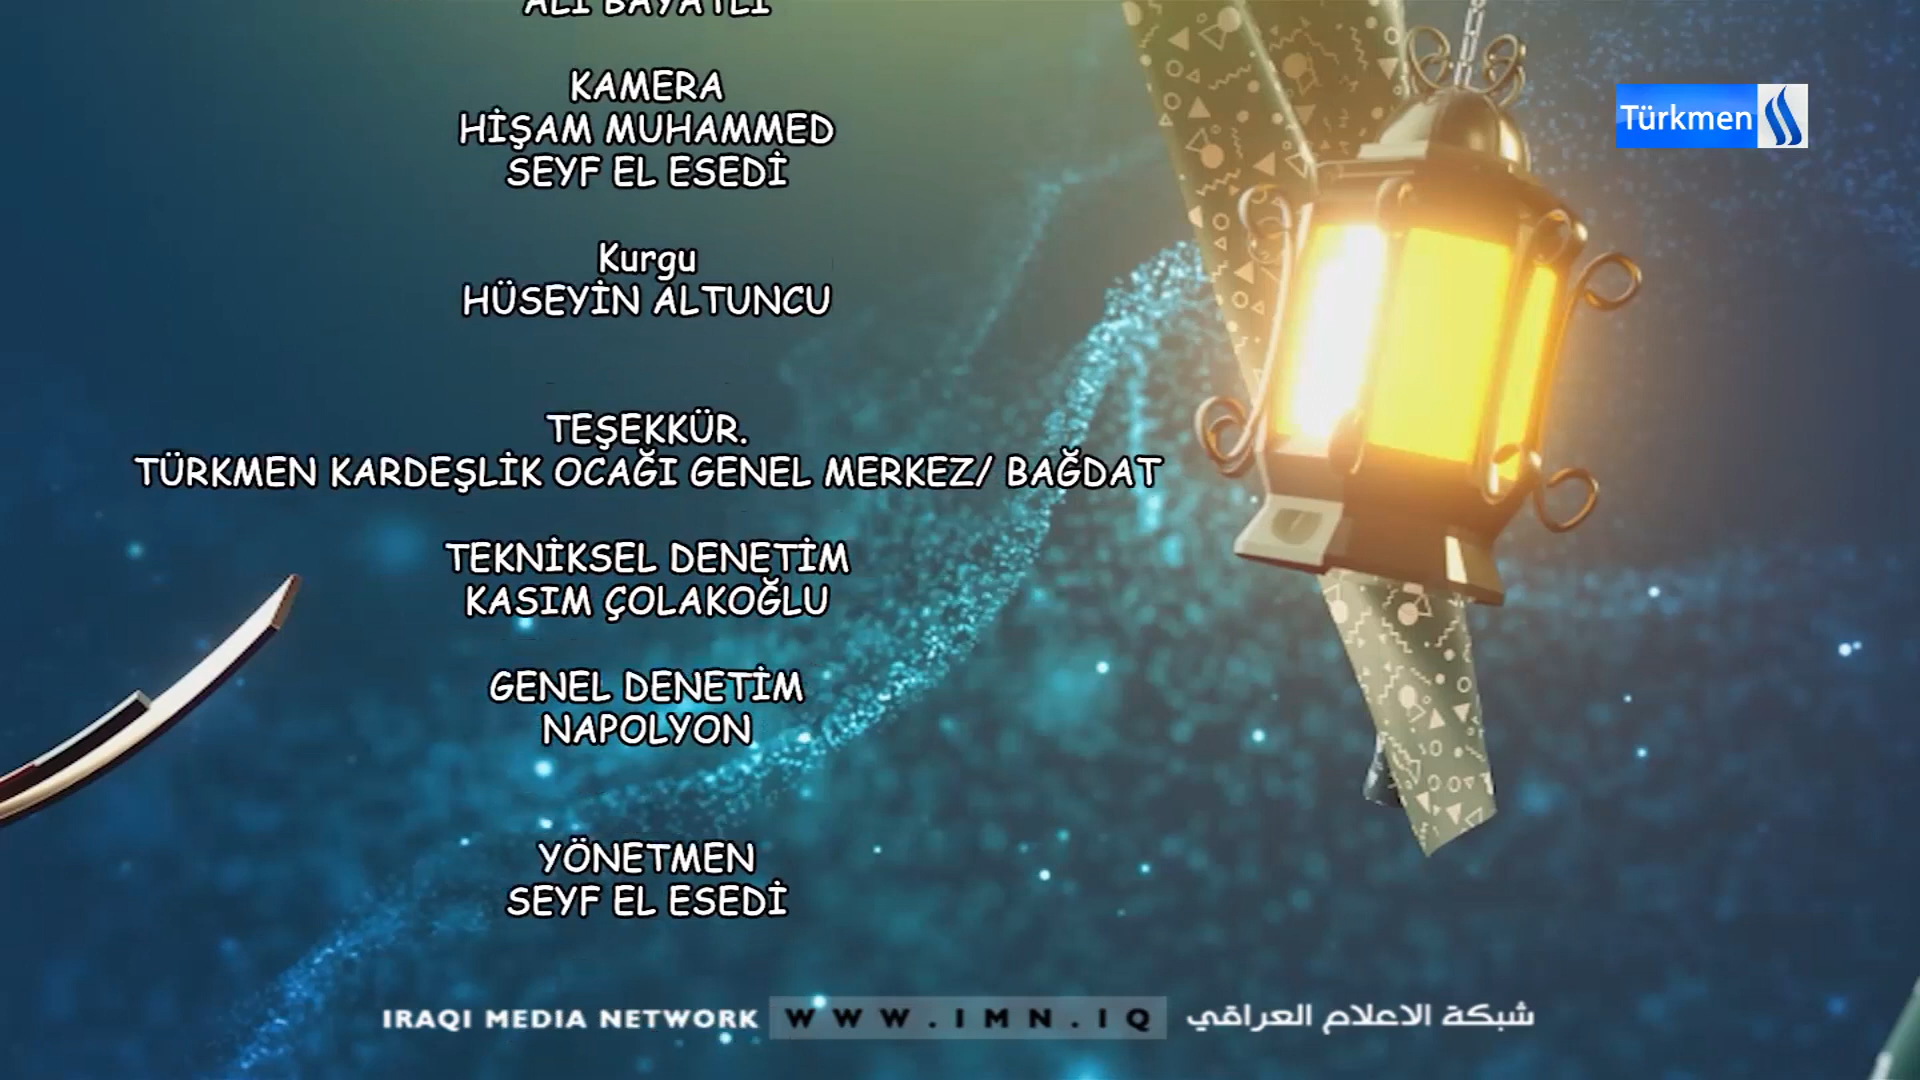 ALİ BAYATLI
KAMERA
HİŞAM MUHAMMED
SEYF EL ESEDİ
Kurgu
HÜSEYİN ALTUNCU
TEŞEKKÜR.
TÜRKMEN KARDEŞLİK OCAĞI GENEL MERKEZ/ BAĞDAT
TEKNİKSEL DENETİM
KASIM ÇOLAKOĞLU
GENEL DENETİM
NAPOLYON
YÖNETMEN
SEYF EL ESEDİ
Türkmen
IRAQI MEDIA NETWORK WWW.IMN.IQ شبكة الاعلام العراقي